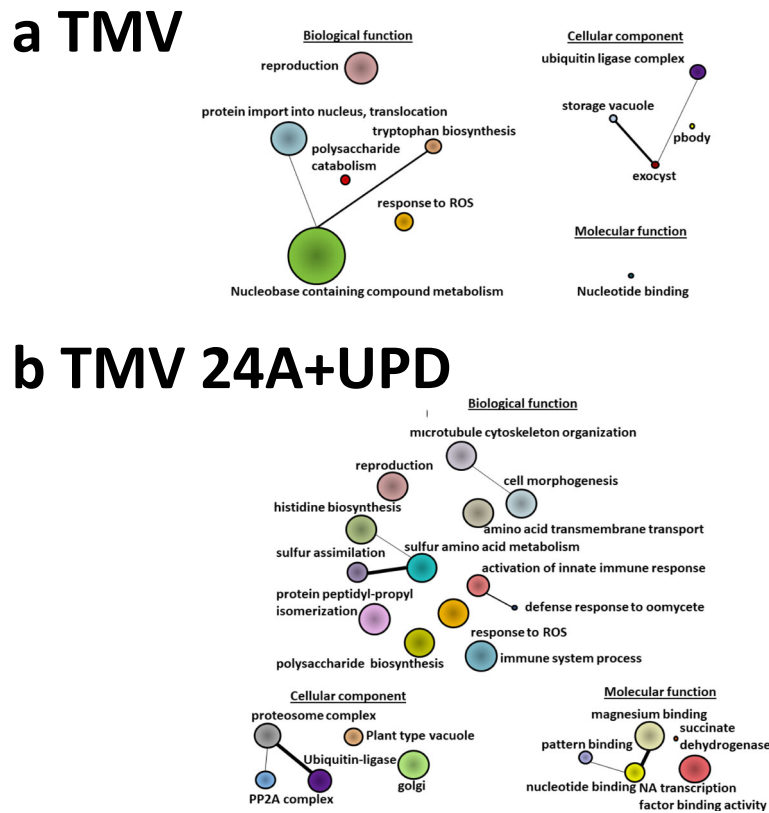 a TMV
Biological function
reproduction
protein import into nucleus, translocation
tryptophan biosynthesis
polysaccharide
catabolism
response to ROS
Nucleobase containing compound metabolism
Cellular component
ubiquitin ligase complex
storage vacuole
pbody
exocyst
Molecular function
Nucleotide binding
b TMV 24A+UPD
Biological function
microtubule cytoskeleton organization
reproduction
cell morphogenesis
histidine biosynthesis
amino acid transmembrane transport
sulfur assimilation
sulfur amino acid metabolism
activation of innate immune response
protein peptidyl-propyl
isomerization
defense response to oomycete
response to ROS
polysaccharide biosynthesis
immune system process
Cellular component
proteosome complex
Plant type vacuole
Ubiquitin-ligase
golgi
PP2A complex
Molecular function
magnesium binding
succinate
dehydrogenase
pattern binding
nucleotide binding
NA transcription
factor binding activity